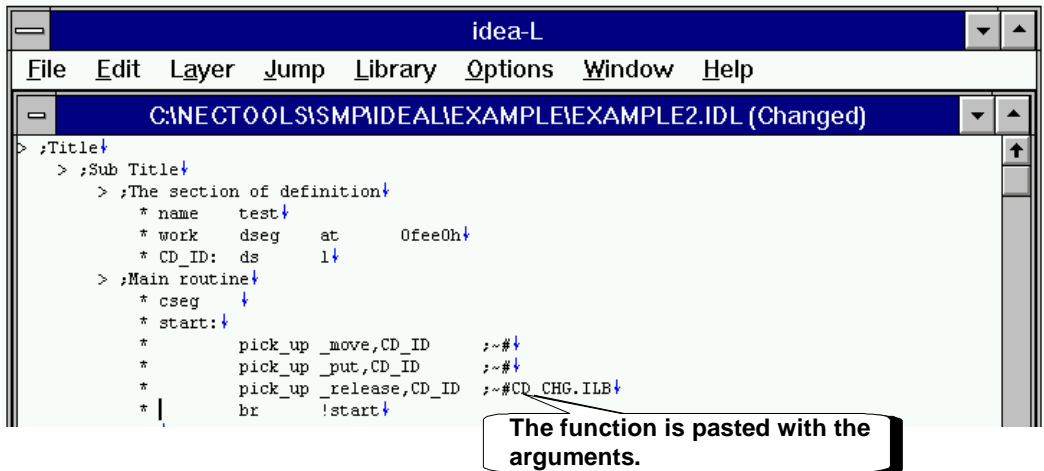 idea-L
File Edit Layer Jump Library Options Window Help
C:\NECTOOLS\SMP\IDEAL\EXAMPLE\EXAMPLE2.IDL (Changed)
> ;Title↓
> ;Sub Title↓
> ;The section of definition↓
* name test↓
* work dseg at 0fee0h↓
* CD_ID: ds 1↓
> ;Main routine↓
* cseg ↓
* start:↓
* pick_up _move,CD_ID ;~#↓
* pick_up _put,CD_ID ;~#↓
* pick_up _release,CD_ID ;~#CD_CHG.ILB↓
* br !start↓
The function is pasted with the
arguments.